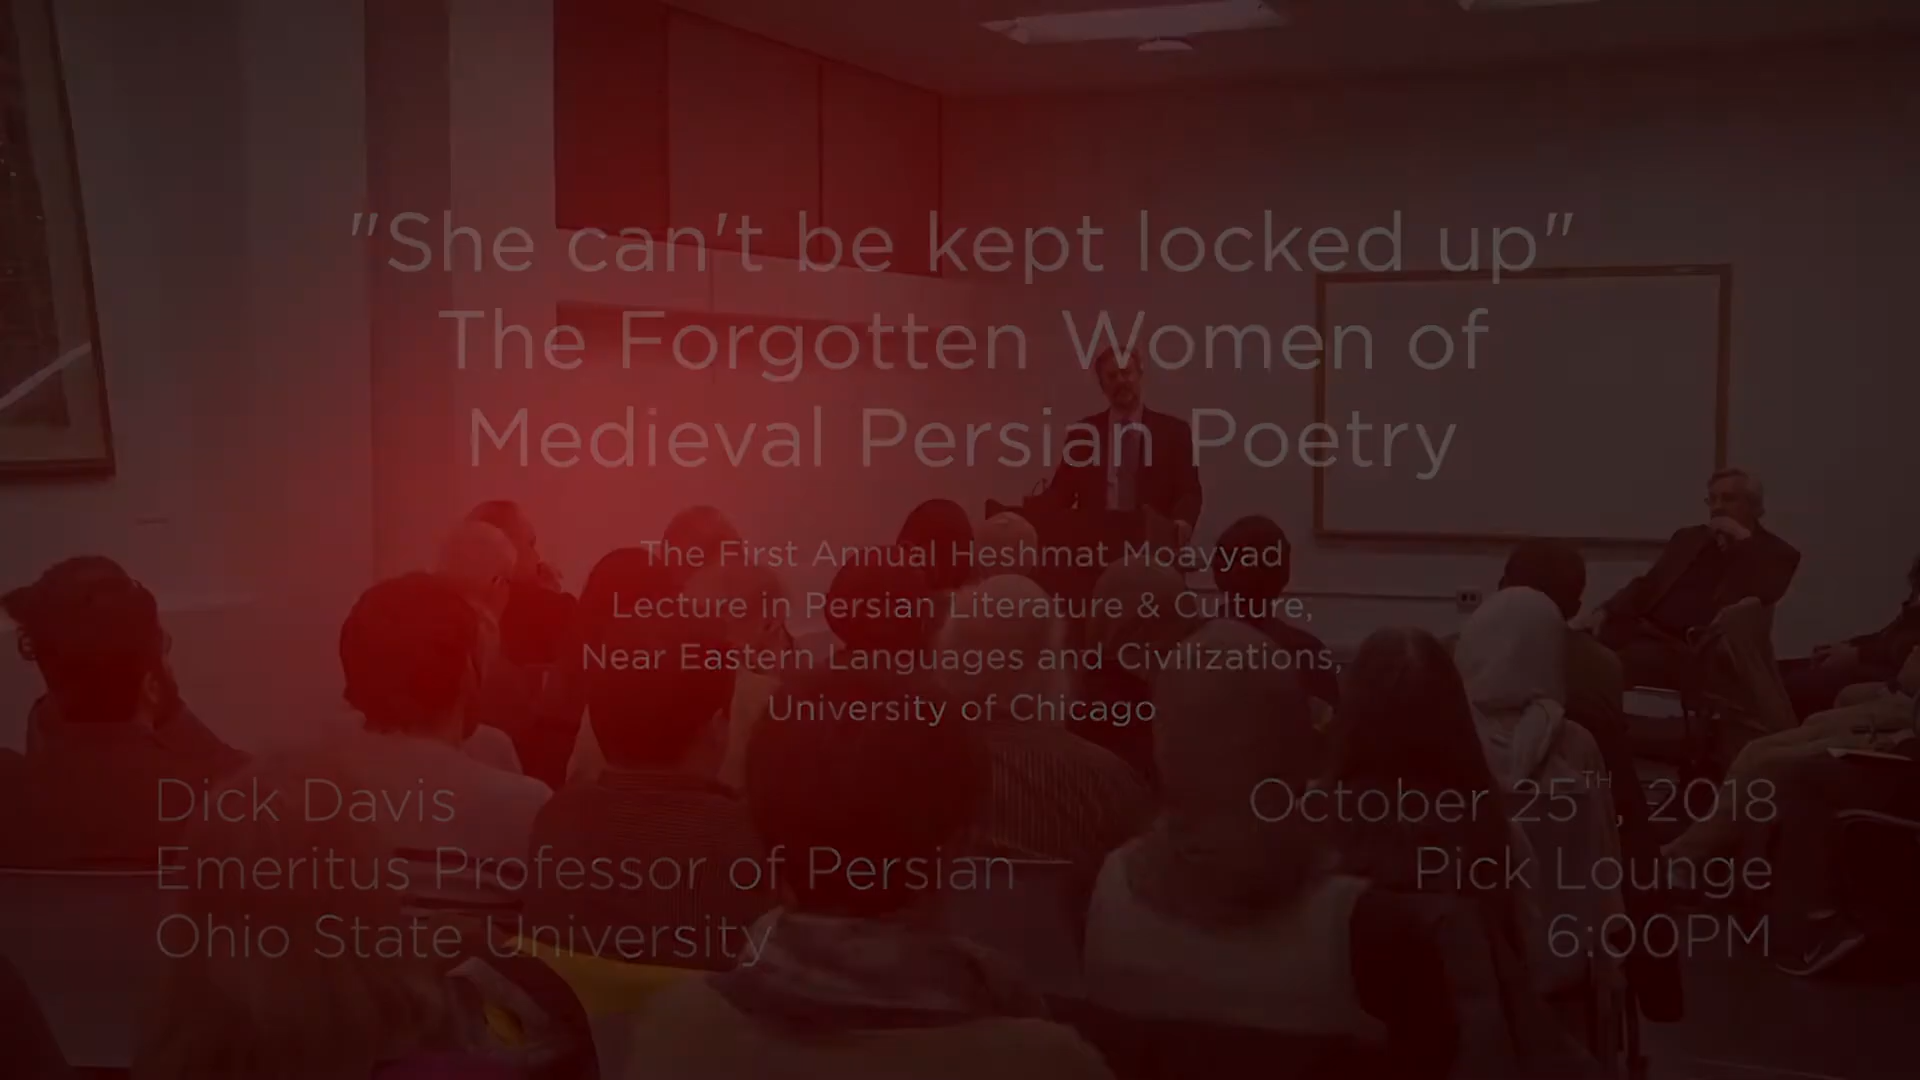 "She can't be kept locked up"
The Forgotten Women of
Medieval Persian Poetry
The First Annual Heshmat Moayyad
Lecture in Persian Literature & Culture,
Near Eastern Languages and Civilizations,
University of Chicago
Dick Davis
Emeritus Professor of Persian
Ohio State University
October 25TH, 2018
Pick Lounge
6:00PM